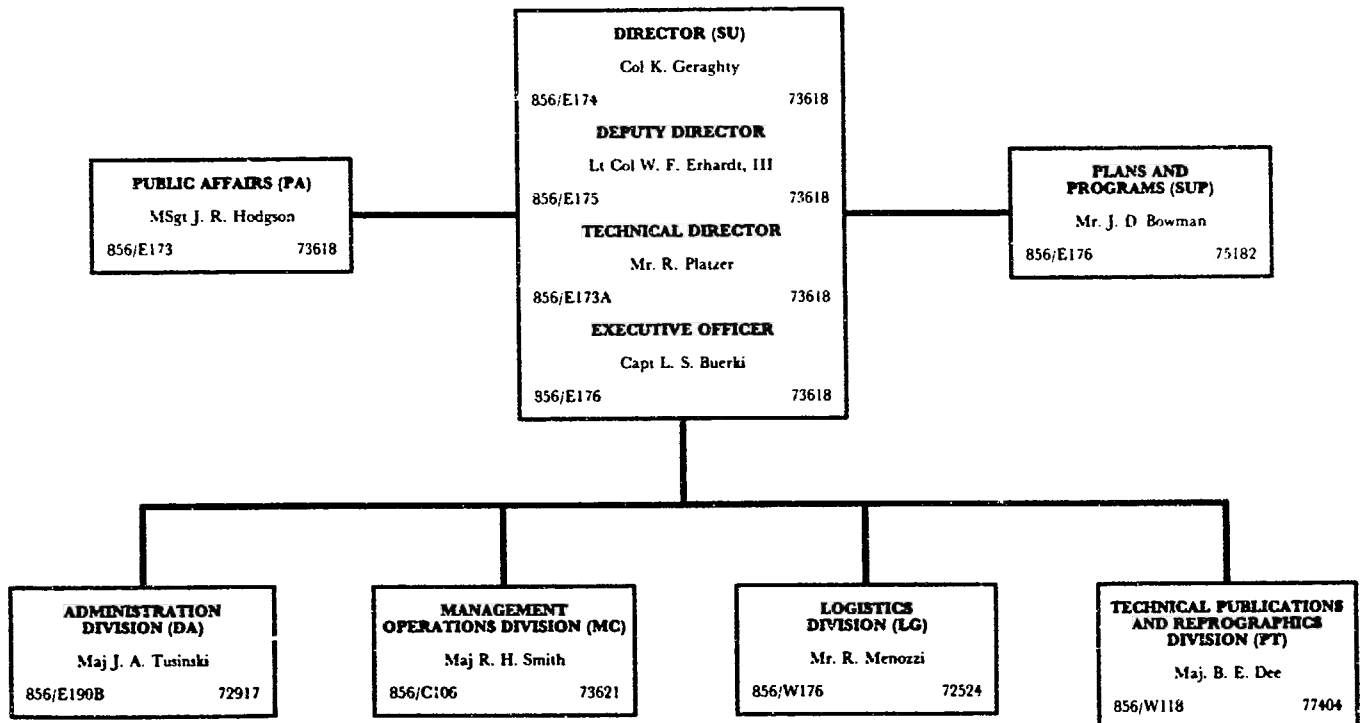 DIRECTOR (SU)
Col K. Geraghty
856/E174 73618
DEPUTY DIRECTOR
Lt Col W. F. Erhardt, III
856/E175 73618
TECHNICAL DIRECTOR
Mr. R. Platzer
856/E173A 73618
EXECUTIVE OFFICER
Capt L. S. Buerki
856/E176 73618
PUBLIC AFFAIRS (PA)
MSgt J. R. Hodgson
856/E173 73618
PLANS AND
PROGRAMS (SUP)
Mr. J. D. Bowman
856/E176 75182
ADMINISTRATION
DIVISION (DA)
Maj J. A. Tusinski
856/E190B 72917
MANAGEMENT
OPERATIONS DIVISION (MC)
Maj R. H. Smith
856/C106 73621
LOGISTICS
DIVISION (LG)
Mr. R. Menozzi
856/W176 72524
TECHNICAL PUBLICATIONS
AND REPROGRAPHICS
DIVISION (PT)
Maj. B. E. Dee
856/W118 77404